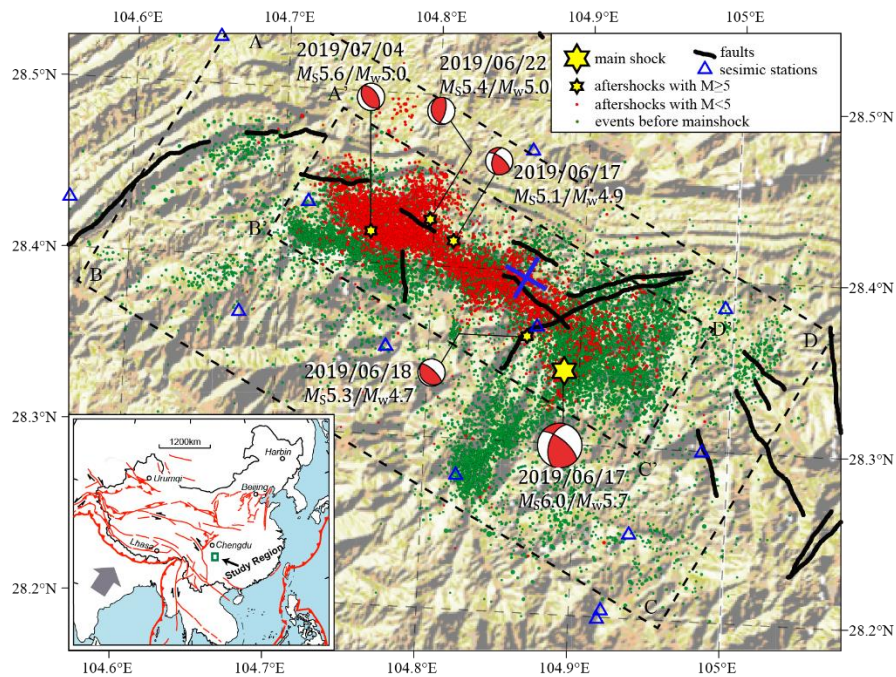 104.6°E
104.7°E
104.8°E
104.9°E
105°E
main shock
faults
sesimic stations
aftershocks with M≥5
aftershocks with M<5
events before mainshock
28.5°N
28.5°N
2019/07/04
Ms5.6/Mw5.0
2019/06/22
Ms5.4/Mw5.0
2019/06/17
Ms5.1/Mw4.9
A
A'
28.4°N
B'
B
28.4°N
D'
D
2019/06/18
Ms5.3/Mw4.7
28.3°N
C'
28.3°N
2019/06/17
Ms6.0/Mw5.7
1200km
Harbin
Urumqi
Beijing
Lhasa
Chengdu
Study Region
28.2°N
C
28.2°N
104.6°E
104.7°E
104.8°E
104.9°E
105°E